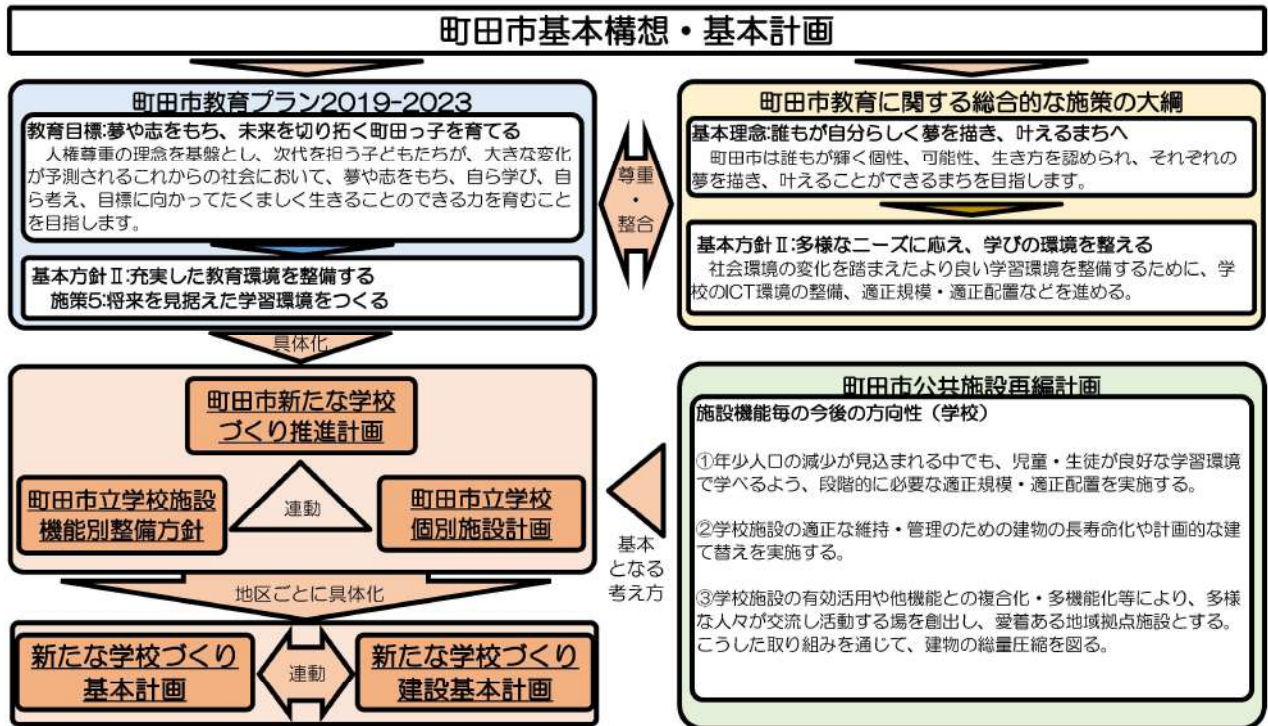 町田市基本構想・基本計画
町田市教育プラン2019-2023
教育目標:夢や志をもち、未来を切り拓く町田っ子を育てる
人権尊重の理念を基盤とし、次代を担う子どもたちが、大きな変化
が予測されるこれからの社会において、夢や志をもち、自ら学び、自
ら考え、目標に向かってたくましく生きることのできる力を育むこと
を目指します。
基本方針Ⅱ:充実した教育環境を整備する
施策5:将来を見据えた学習環境をつくる
尊重
・
整合
町田市教育に関する総合的な施策の大綱
基本理念:誰もが自分らしく夢を描き、叶えるまちへ
町田市は誰もが輝く個性、可能性、生き方を認められ、それぞれの
夢を描き、叶えることができるまちを目指します。
基本方針Ⅱ:多様なニーズに応え、学びの環境を整える
社会環境の変化を踏まえたより良い学習環境を整備するために、学
校のICT環境の整備、適正規模・適正配置などを進める。
具体化
町田市新たな学校
づくり推進計画
町田市立学校施設
機能別整備方針
連動
町田市立学校
個別施設計画
地区ごとに具体化
新たな学校づくり
基本計画
連動
新たな学校づくり
建設基本計画
基本
となる
考え方
町田市公共施設再編計画
施設機能毎の今後の方向性（学校）
①年少人口の減少が見込まれる中でも、児童・生徒が良好な学習環境
で学べるよう、段階的に必要な適正規模・適正配置を実施する。
②学校施設の適正な維持・管理のための建物の長寿命化や計画的な建
て替えを実施する。
③学校施設の有効活用や他機能との複合化・多機能化等により、多様
な人々が交流し活動する場を創出し、愛着ある地域拠点施設とする。
こうした取り組みを通じて、建物の総量圧縮を図る。